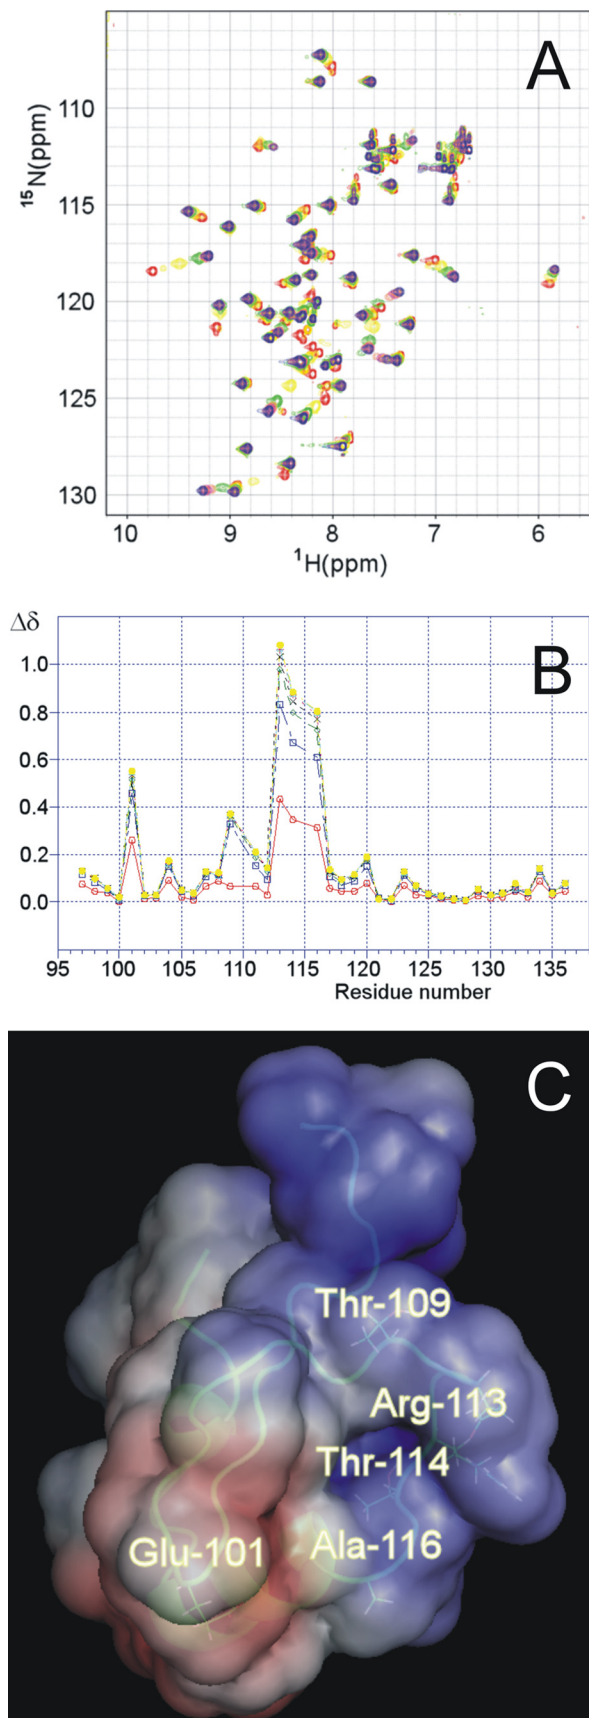 A
15N(ppm)
110
115
120
125
130
10 9 8 7 6
1H(ppm)
B
Δδ
1.0
0.8
0.6
0.4
0.2
0.0
95 100 105 110 115 120 125 130 135
Residue number
C
Thr-109
Arg-113
Thr-114
Glu-101 Ala-116